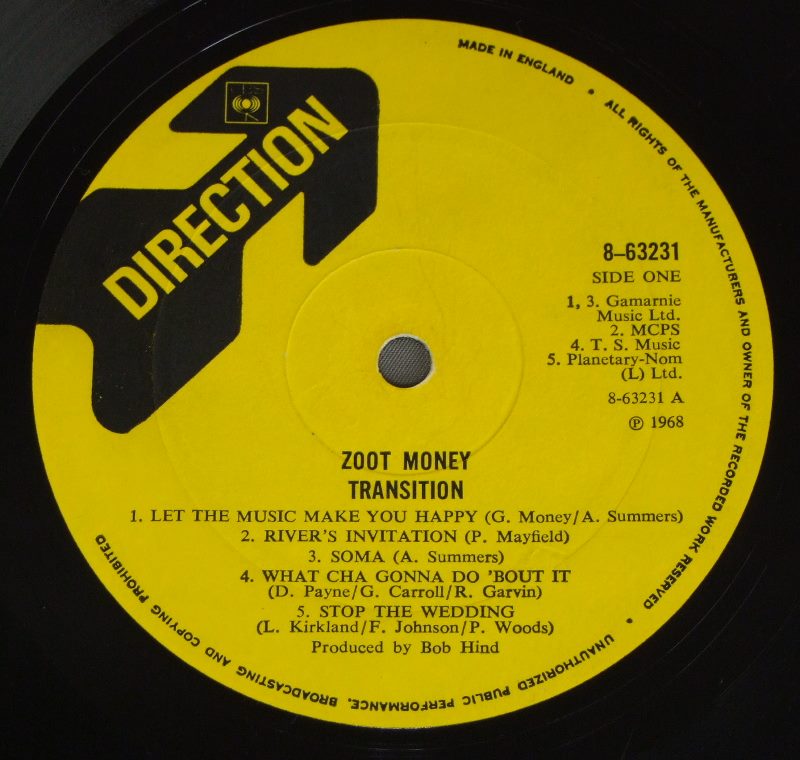 DIRECTION
MADE IN ENGLAND • ALL RIGHTS OF THE MANUFACTURERS AND OWNER OF THE RECORDED WORK RESERVED • UNAUTHORIZED PUBLIC PERFORMANCE, BROADCASTING AND COPYING PROHIBITED
8–63231
SIDE ONE
1, 3. Gamarnie
Music Ltd.
2. MCPS
4. T. S. Music
5. Planetary-Nom
(L) Ltd.
8-63231 A
℗ 1968
ZOOT MONEY
TRANSITION
1. LET THE MUSIC MAKE YOU HAPPY (G. Money/A. Summers)
2. RIVER'S INVITATION (P. Mayfield)
3. SOMA (A. Summers)
4. WHAT CHA GONNA DO 'BOUT IT
(D. Payne/G. Carroll/R. Garvin)
5. STOP THE WEDDING
(L. Kirkland/F. Johnson/P. Woods)
Produced by Bob Hind